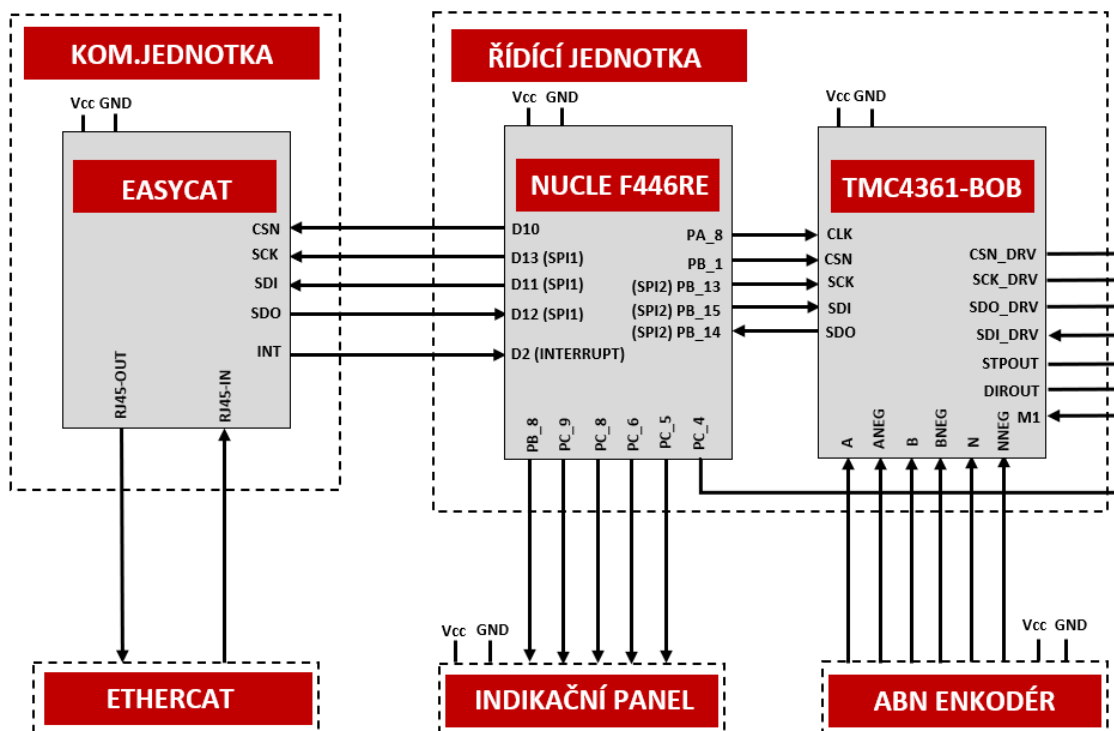 KOM.JEDNOTKA
ŘÍDÍCÍ JEDNOTKA
Vcc GND
Vcc GND
Vcc GND
EASYCAT
NUCLE F446RE
TMC4361-BOB
CSN
SCK
SDI
SDO
INT
RJ45-OUT
RJ45-IN
D10
D13 (SPI1)
D11 (SPI1)
D12 (SPI1)
D2 (INTERRUPT)
PA_8
PB_1
(SPI2) PB_13
(SPI2) PB_15
(SPI2) PB_14
PB_8
PC_9
PC_8
PC_6
PC_5
PC_4
CLK
CSN
SCK
SDI
SDO
CSN_DRV
SCK_DRV
SDO_DRV
SDI_DRV
STPOUT
DIROUT
M1
A
ANEG
B
BNEG
N
NNEG
Vcc GND
Vcc GND
ETHERCAT
INDIKAČNÍ PANEL
ABN ENKODÉR